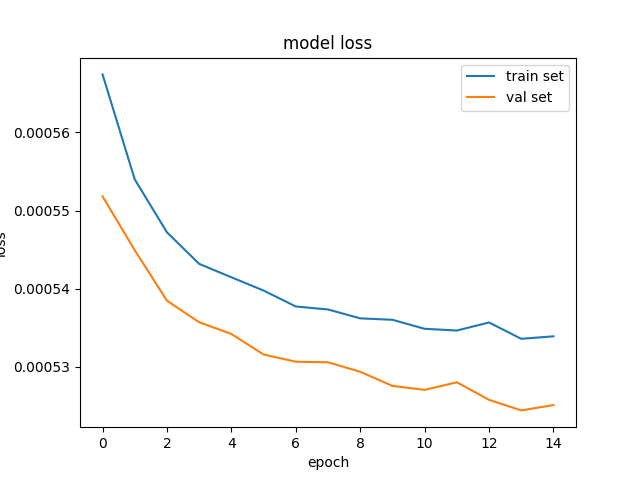 model loss
train set
val set
0.00056
0.00055
0.00054
0.00053
loss
0 2 4 6 8 10 12 14
epoch